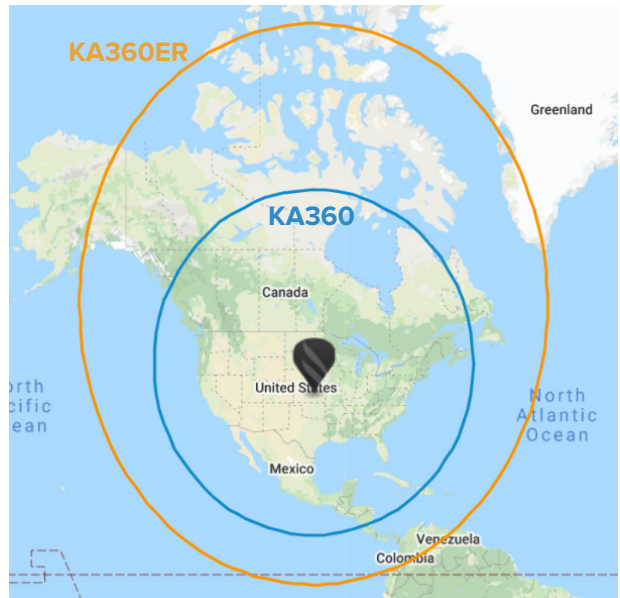 KA360ER
Greenland
KA360
Canada
United States
North
Atlantic
Ocean
Mexico
Venezuela
Colombia